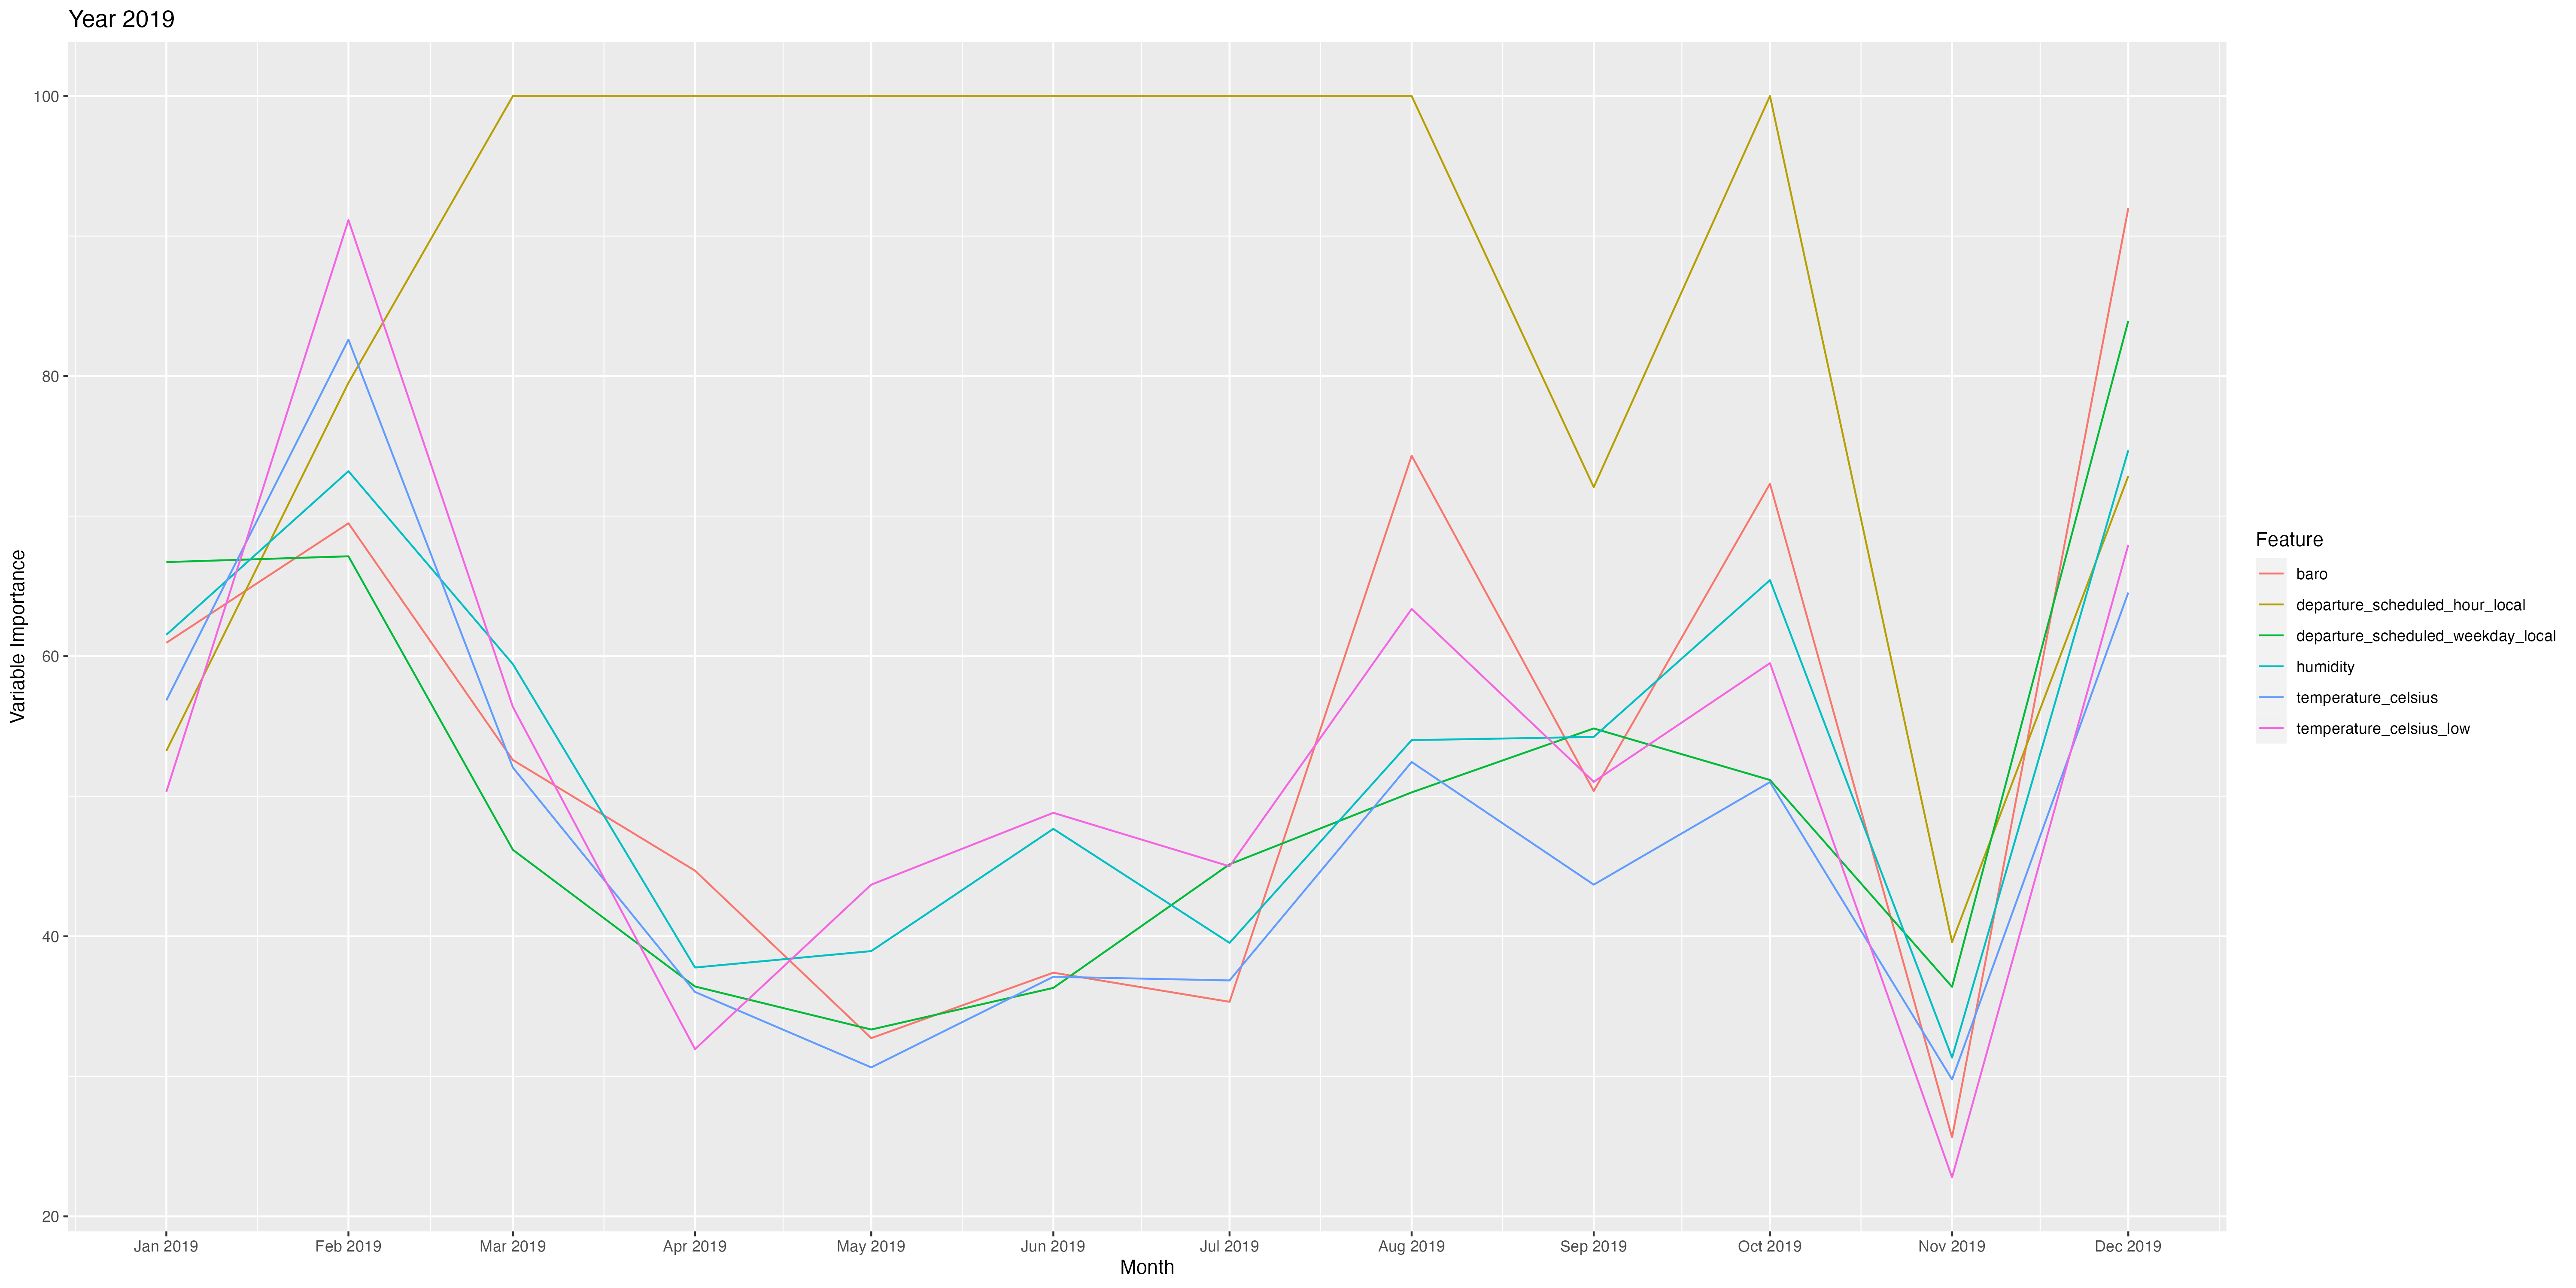 Year 2019
100
80
60
40
20
Variable Importance
Jan 2019
Feb 2019
Mar 2019
Apr 2019
May 2019
Jun 2019
Jul 2019
Aug 2019
Sep 2019
Oct 2019
Nov 2019
Dec 2019
Month
Feature
baro
departure_scheduled_hour_local
departure_scheduled_weekday_local
humidity
temperature_celsius
temperature_celsius_low